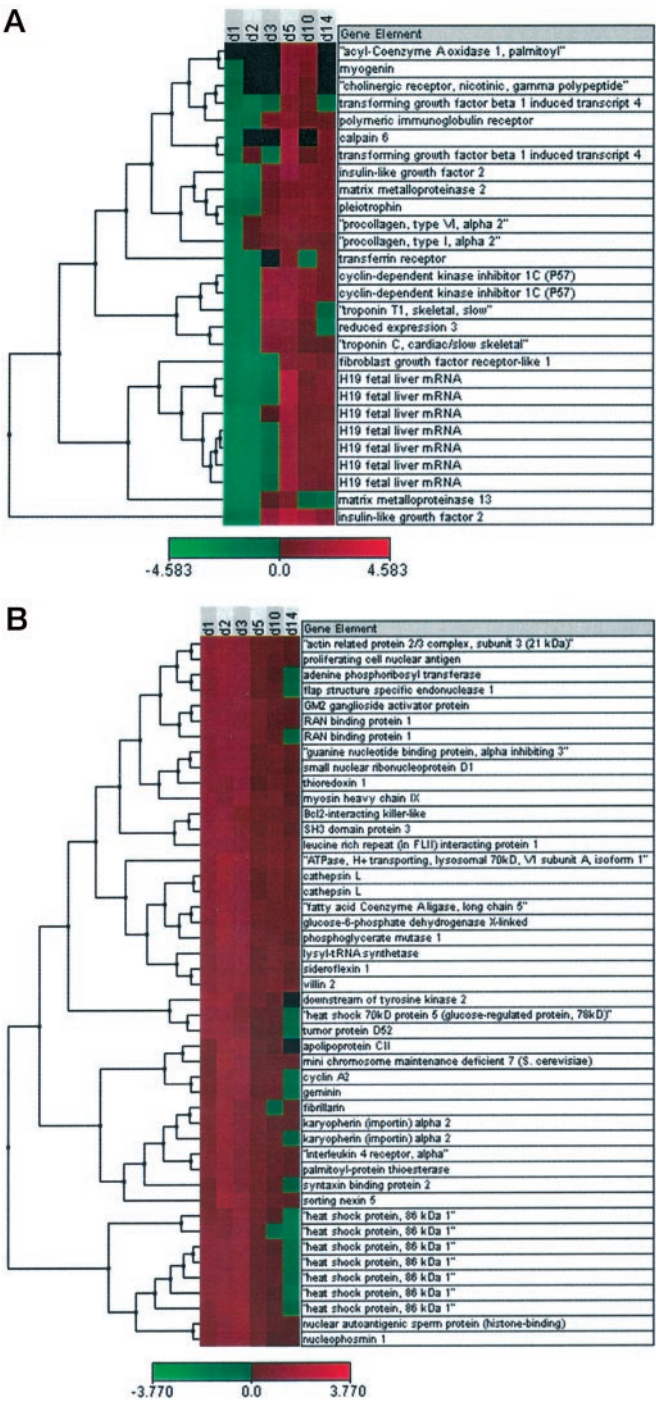 A
d1 d2 d3 d5 d10 d14
Gene Element
"acyl-Coenzyme A oxidase 1, palmitoyl"
myogenin
"cholinergic receptor, nicotinic, gamma polypeptide"
transforming growth factor beta 1 induced transcript 4
polymeric immunoglobulin receptor
calpain 6
transforming growth factor beta 1 induced transcript 4
insulin-like growth factor 2
matrix metalloproteinase 2
pleiotrophin
"procollagen, type VI, alpha 2"
"procollagen, type I, alpha 2"
transferrin receptor
cyclin-dependent kinase inhibitor 1C (P57)
cyclin-dependent kinase inhibitor 1C (P57)
"troponin T1, skeletal, slow"
reduced expression 3
"troponin C, cardiac/slow skeletal"
fibroblast growth factor receptor-like 1
H19 fetal liver mRNA
H19 fetal liver mRNA
H19 fetal liver mRNA
H19 fetal liver mRNA
H19 fetal liver mRNA
H19 fetal liver mRNA
H19 fetal liver mRNA
matrix metalloproteinase 13
insulin-like growth factor 2
-4.583 0.0 4.583
B
d1 d2 d3 d5 d10 d14
Gene Element
"actin related protein 2/3 complex, subunit 3 (21 kDa)"
proliferating cell nuclear antigen
adenine phosphoribosyl transferase
flap structure specific endonuclease 1
GM2 ganglioside activator protein
RAN binding protein 1
RAN binding protein 1
"guanine nucleotide binding protein, alpha inhibiting 3"
small nuclear ribonucleoprotein D1
thioredoxin 1
myosin heavy chain IX
Bcl2-interacting killer-like
SH3 domain protein 3
leucine rich repeat (in FLII) interacting protein 1
"ATPase, H+ transporting, lysosomal 70kD, V1 subunit A, isoform 1"
cathepsin L
cathepsin L
"fatty acid Coenzyme A ligase, long chain 5"
glucose-6-phosphate dehydrogenase X-linked
phosphoglycerate mutase 1
lysyl-tRNA synthetase
sideroflexin 1
villin 2
downstream of tyrosine kinase 2
"heat shock 70kD protein 5 (glucose-regulated protein, 78kD)"
tumor protein D52
apolipoprotein CII
mini chromosome maintenance deficient 7 (S. cerevisiae)
cyclin A2
geminin
fibrillarin
karyopherin (importin) alpha 2
karyopherin (importin) alpha 2
"interleukin 4 receptor, alpha"
palmitoyl-protein thioesterase
syntaxin binding protein 2
sorting nexin 5
"heat shock protein, 86 kDa 1"
"heat shock protein, 86 kDa 1"
"heat shock protein, 86 kDa 1"
"heat shock protein, 86 kDa 1"
"heat shock protein, 86 kDa 1"
"heat shock protein, 86 kDa 1"
"heat shock protein, 86 kDa 1"
nuclear autoantigenic sperm protein (histone-binding)
nucleophosmin 1
-3.770 0.0 3.770